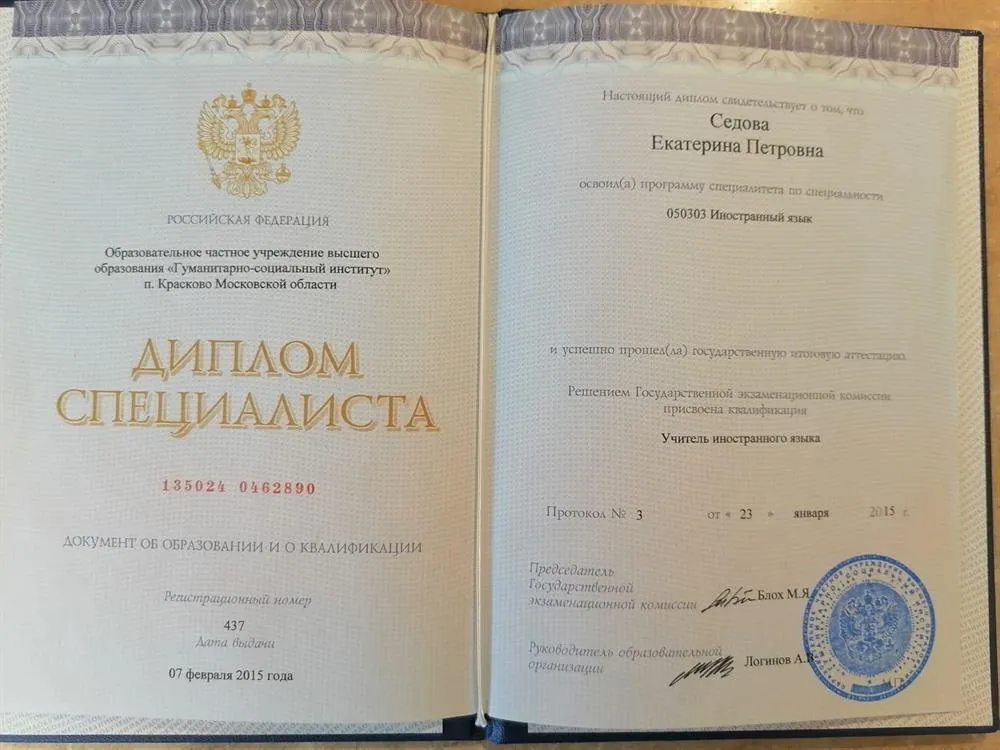 РОССИЙСКАЯ ФЕДЕРАЦИЯ
Образовательное частное учреждение высшего
образования «Гуманитарно-социальный институт»
п. Красково Московской области
ДИПЛОМ
СПЕЦИАЛИСТА
135024 0462890
ДОКУМЕНТ ОБ ОБРАЗОВАНИИ И О КВАЛИФИКАЦИИ
Регистрационный номер
437
Дата выдачи
07 февраля 2015 года
Настоящий диплом свидетельствует о том, что
Седова
Екатерина Петровна
освоил(а) программу специалитета по специальности
050303 Иностранный язык
и успешно прошел(ла) государственную итоговую аттестацию
Решением Государственной экзаменационной комиссии
присвоена квалификация
Учитель иностранного языка
Протокол № 3 от « 23 » января 2015 г.
Председатель
Государственной
экзаменационной комиссии Блох М.Я.
Руководитель образовательной
организации Логинов А.В.